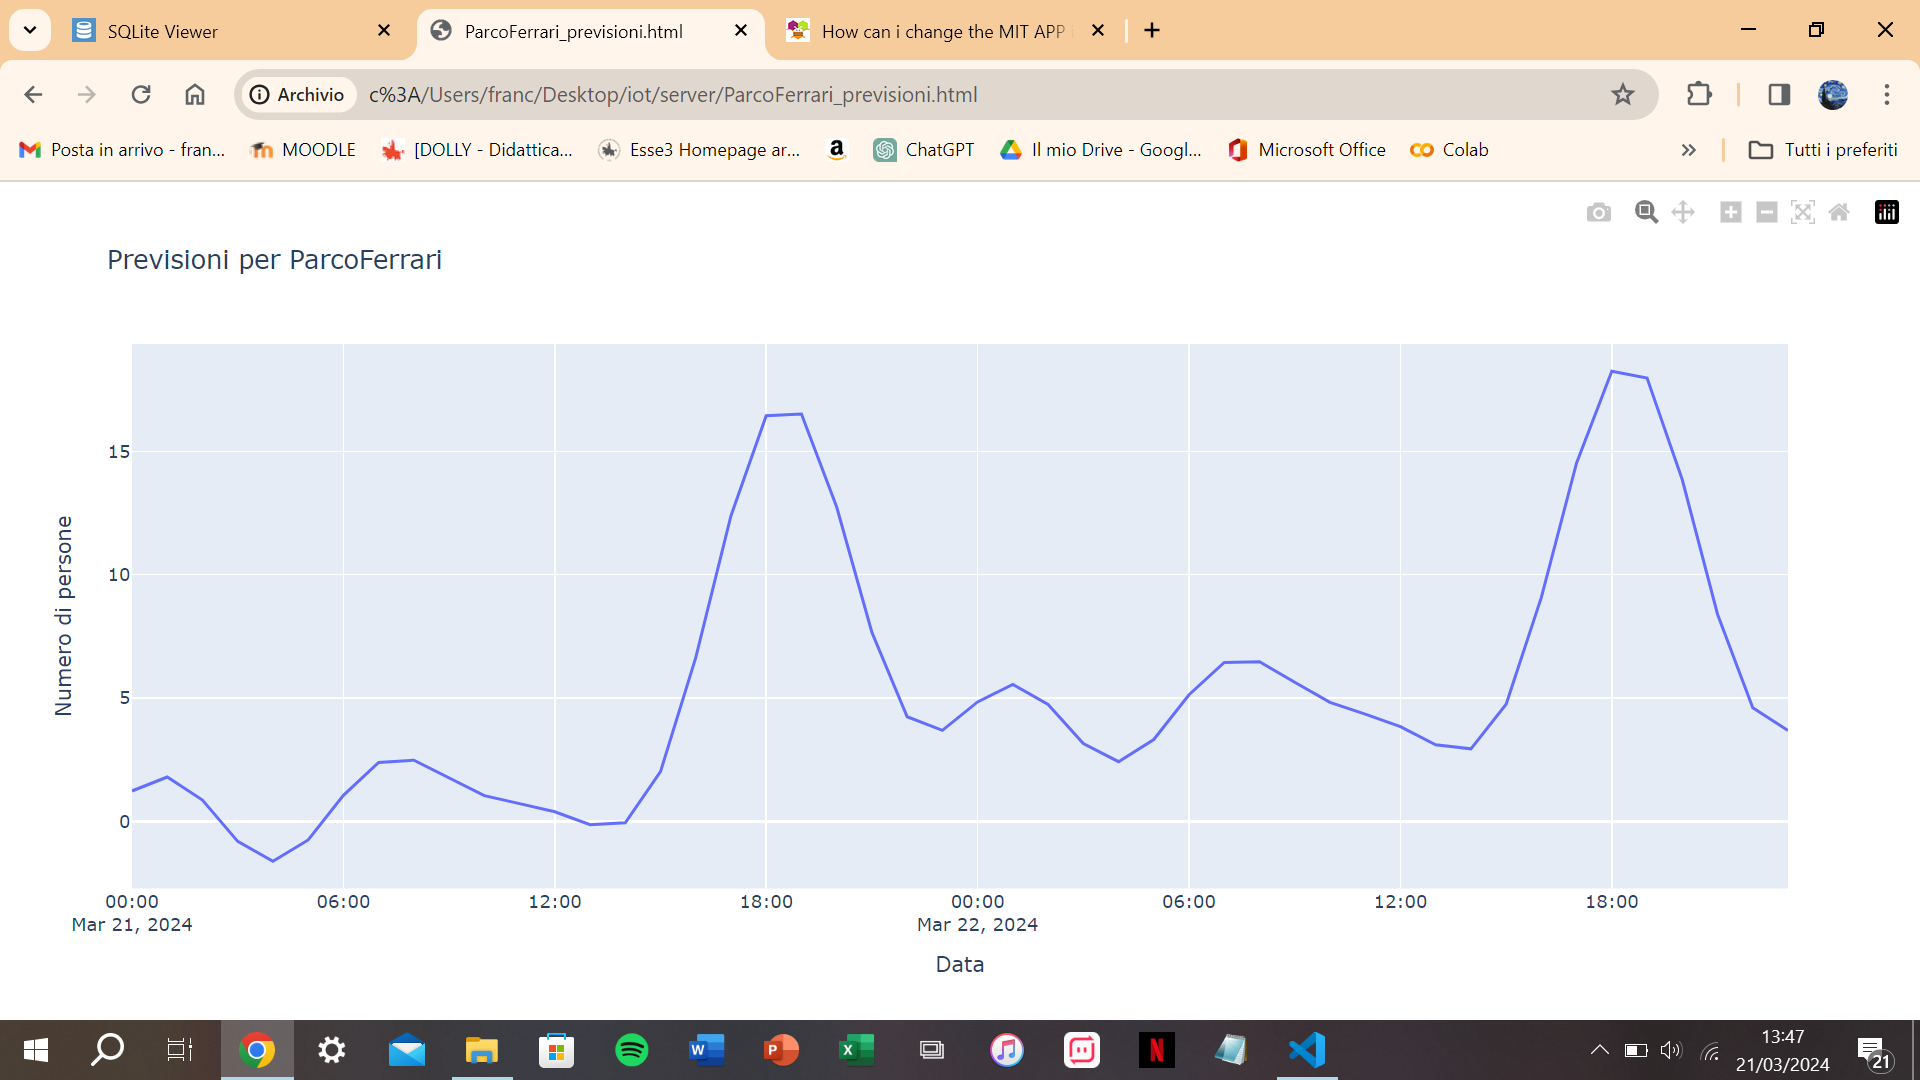 SQLite Viewer
ParcoFerrari_previsioni.html
How can i change the MIT APP
Archivio
c%3A/Users/franc/Desktop/iot/server/ParcoFerrari_previsioni.html
Posta in arrivo - fran...
MOODLE
[DOLLY - Didattica...
Esse3 Homepage ar...
ChatGPT
Il mio Drive - Googl...
Microsoft Office
Colab
Tutti i preferiti
Previsioni per ParcoFerrari
Numero di persone
15
10
5
0
00:00
Mar 21, 2024
06:00
12:00
18:00
00:00
Mar 22, 2024
06:00
12:00
18:00
Data
13:47
21/03/2024
21